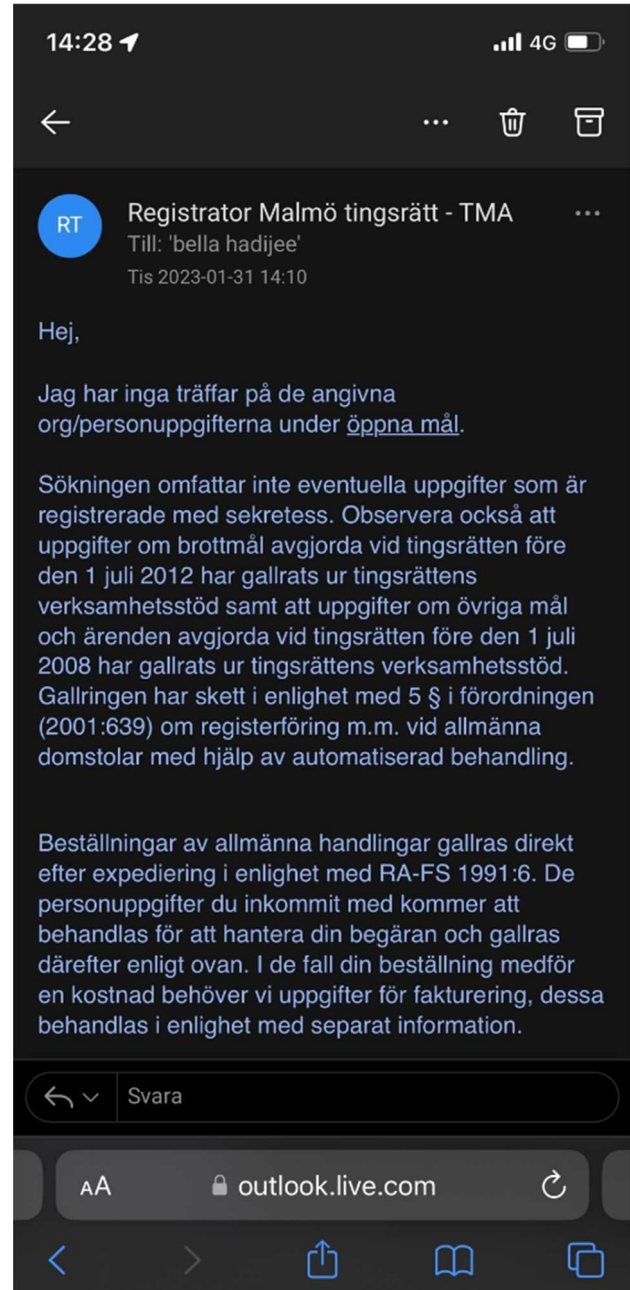 14:28
4G
Registrator Malmö tingsrätt - TMA
RT
Till: 'bella hadijee'
Tis 2023-01-31 14:10
Hej,
Jag har inga träffar på de angivna
org/personuppgifterna under öppna mål.
Sökningen omfattar inte eventuella uppgifter som är
registrerade med sekretess. Observera också att
uppgifter om brottmål avgjorda vid tingsrätten före
den 1 juli 2012 har gallrats ur tingsrättens
verksamhetsstöd samt att uppgifter om övriga mål
och ärenden avgjorda vid tingsrätten före den 1 juli
2008 har gallrats ur tingsrättens verksamhetsstöd.
Gallringen har skett i enlighet med 5 § i förordningen
(2001:639) om registerföring m.m. vid allmänna
domstolar med hjälp av automatiserad behandling.
Beställningar av allmänna handlingar gallras direkt
efter expediering i enlighet med RA-FS 1991:6. De
personuppgifter du inkommit med kommer att
behandlas för att hantera din begäran och gallras
därefter enligt ovan. I de fall din beställning medför
en kostnad behöver vi uppgifter för fakturering, dessa
behandlas i enlighet med separat information.
Svara
AA
outlook.live.com